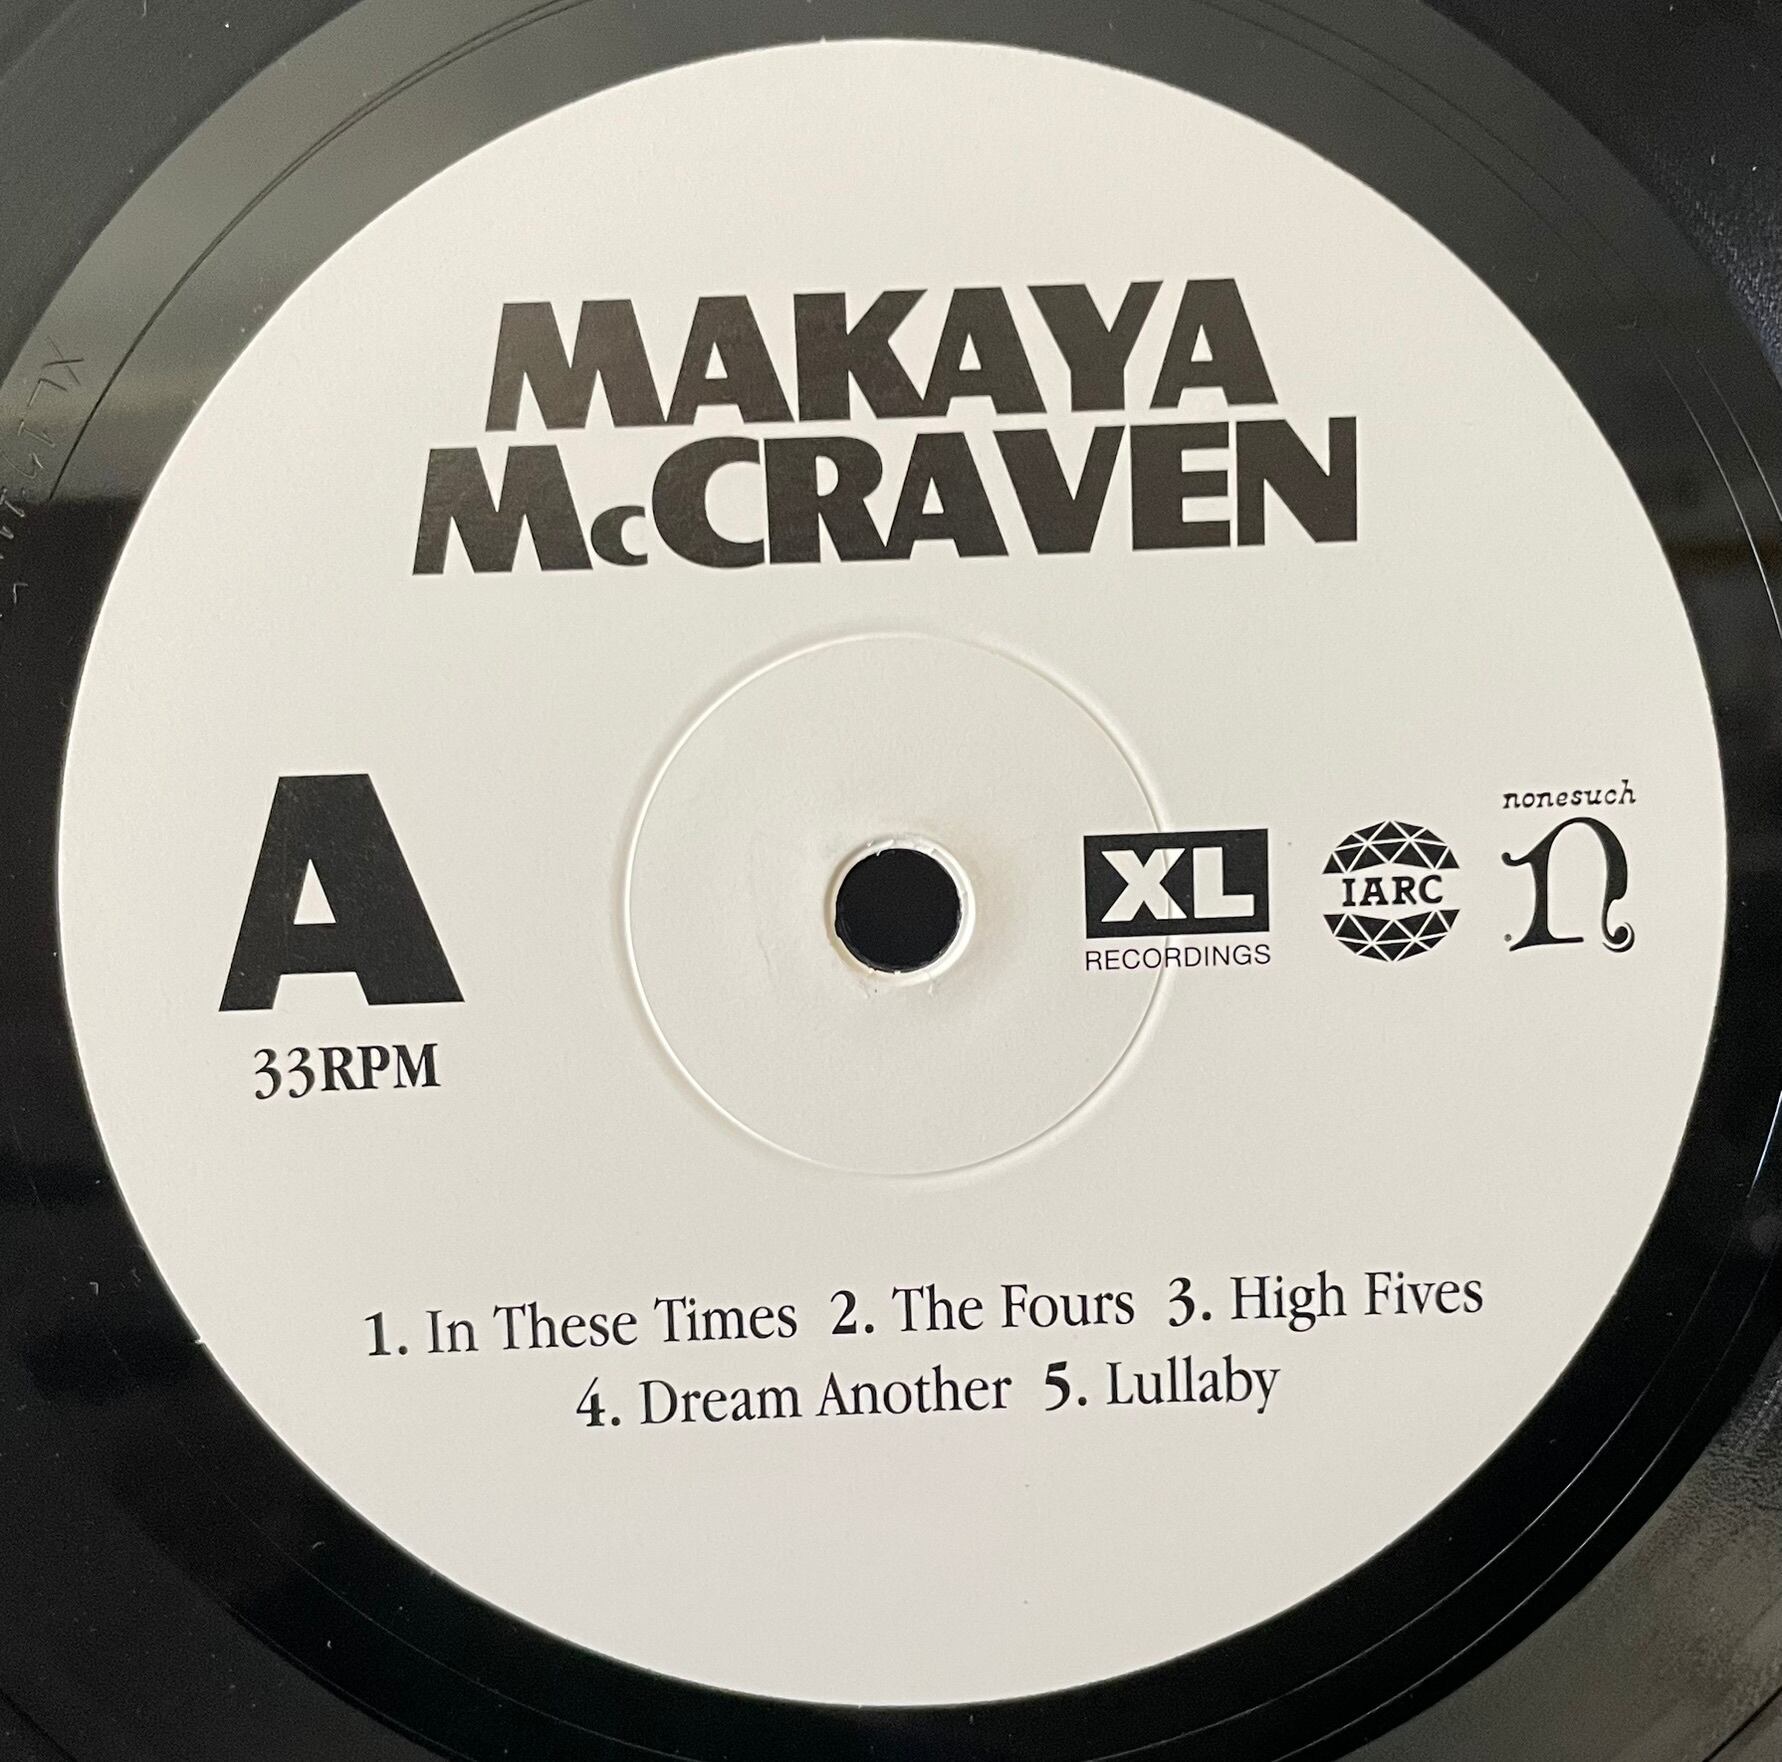 MAKAYA
McCRAVEN
A
33RPM
XL
RECORDINGS
IARC
nonesuch
n
1. In These Times 2. The Fours 3. High Fives
4. Dream Another 5. Lullaby